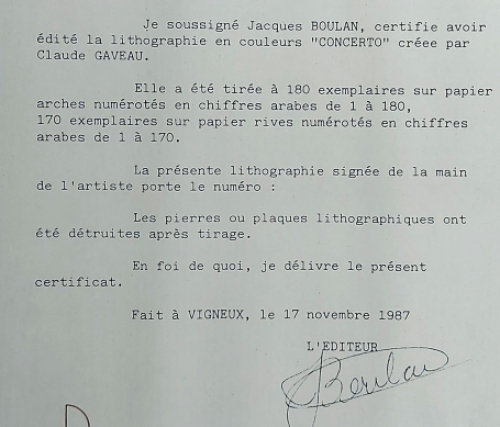 Je soussigné Jacques BOULAN, certifie avoir
édité la lithographie en couleurs "CONCERTO" créee par
Claude GAVEAU.
Elle a été tirée à 180 exemplaires sur papier
arches numérotés en chiffres arabes de 1 à 180,
170 exemplaires sur papier rives numérotés en chiffres
arabes de 1 à 170.
La présente lithographie signée de la main
de l'artiste porte le numéro :
Les pierres ou plaques lithographiques ont
été détruites après tirage.
En foi de quoi, je délivre le présent
certificat.
Fait à VIGNEUX, le 17 novembre 1987
L'EDITEUR
Boulan